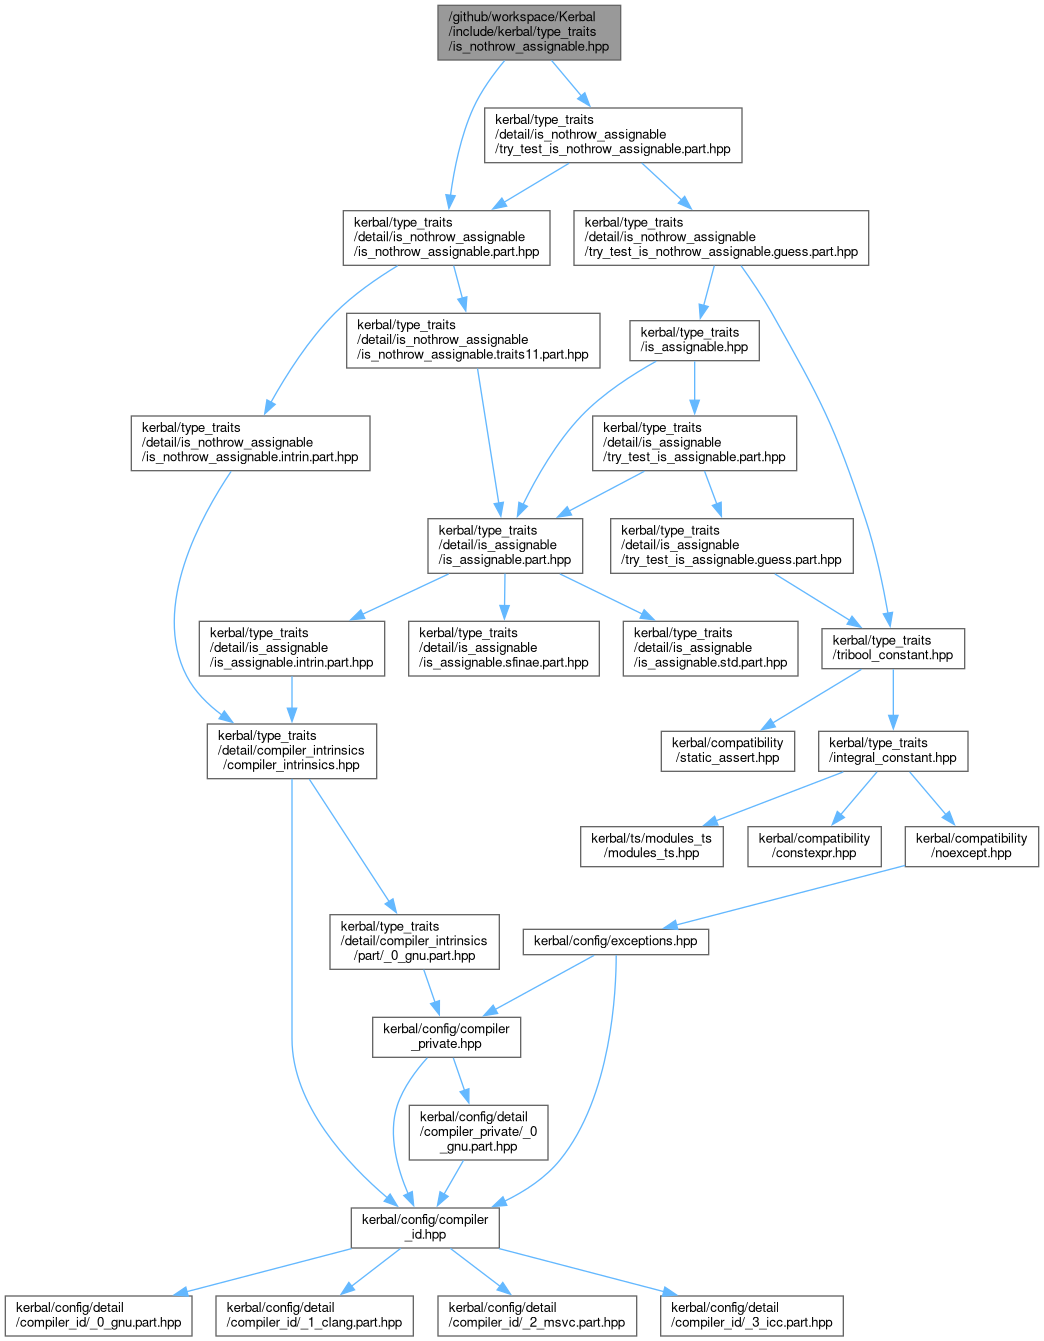 /github/workspace/Kerbal
/include/kerbal/type_traits
/is_nothrow_assignable.hpp
kerbal/type_traits
/detail/is_nothrow_assignable
/try_test_is_nothrow_assignable.part.hpp
kerbal/type_traits
/detail/is_nothrow_assignable
/is_nothrow_assignable.part.hpp
kerbal/type_traits
/detail/is_nothrow_assignable
/try_test_is_nothrow_assignable.guess.part.hpp
kerbal/type_traits
/detail/is_nothrow_assignable
/is_nothrow_assignable.traits11.part.hpp
kerbal/type_traits
/is_assignable.hpp
kerbal/type_traits
/detail/is_nothrow_assignable
/is_nothrow_assignable.intrin.part.hpp
kerbal/type_traits
/detail/is_assignable
/try_test_is_assignable.part.hpp
kerbal/type_traits
/detail/is_assignable
/is_assignable.part.hpp
kerbal/type_traits
/detail/is_assignable
/try_test_is_assignable.guess.part.hpp
kerbal/type_traits
/detail/is_assignable
/is_assignable.intrin.part.hpp
kerbal/type_traits
/detail/is_assignable
/is_assignable.sfinae.part.hpp
kerbal/type_traits
/detail/is_assignable
/is_assignable.std.part.hpp
kerbal/type_traits
/tribool_constant.hpp
kerbal/type_traits
/detail/compiler_intrinsics
/compiler_intrinsics.hpp
kerbal/compatibility
/static_assert.hpp
kerbal/type_traits
/integral_constant.hpp
kerbal/ts/modules_ts
/modules_ts.hpp
kerbal/compatibility
/constexpr.hpp
kerbal/compatibility
/noexcept.hpp
kerbal/type_traits
/detail/compiler_intrinsics
/part/_0_gnu.part.hpp
kerbal/config/exceptions.hpp
kerbal/config/compiler
_private.hpp
kerbal/config/detail
/compiler_private/_0
_gnu.part.hpp
kerbal/config/compiler
_id.hpp
kerbal/config/detail
/compiler_id/_0_gnu.part.hpp
kerbal/config/detail
/compiler_id/_1_clang.part.hpp
kerbal/config/detail
/compiler_id/_2_msvc.part.hpp
kerbal/config/detail
/compiler_id/_3_icc.part.hpp